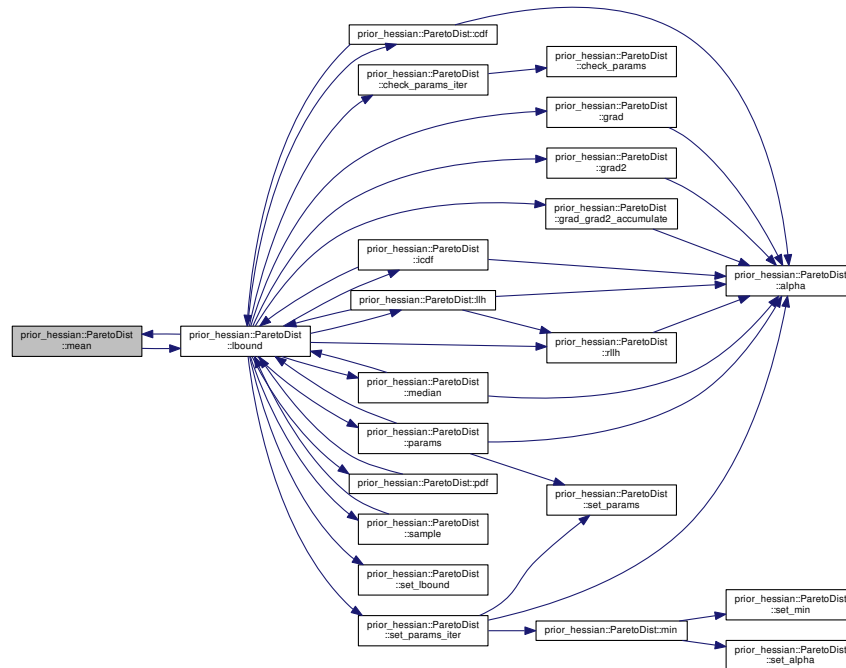 prior_hessian::ParetoDist::cdf
prior_hessian::ParetoDist
::check_params
prior_hessian::ParetoDist
::check_params_iter
prior_hessian::ParetoDist
::grad
prior_hessian::ParetoDist
::grad2
prior_hessian::ParetoDist
::grad_grad2_accumulate
prior_hessian::ParetoDist
::icdf
prior_hessian::ParetoDist
::alpha
prior_hessian::ParetoDist::llh
prior_hessian::ParetoDist
::mean
prior_hessian::ParetoDist
::lbound
prior_hessian::ParetoDist
::rllh
prior_hessian::ParetoDist
::median
prior_hessian::ParetoDist
::params
prior_hessian::ParetoDist::pdf
prior_hessian::ParetoDist
::set_params
prior_hessian::ParetoDist
::sample
prior_hessian::ParetoDist
::set_lbound
prior_hessian::ParetoDist
::set_params_iter
prior_hessian::ParetoDist::min
prior_hessian::ParetoDist
::set_min
prior_hessian::ParetoDist
::set_alpha